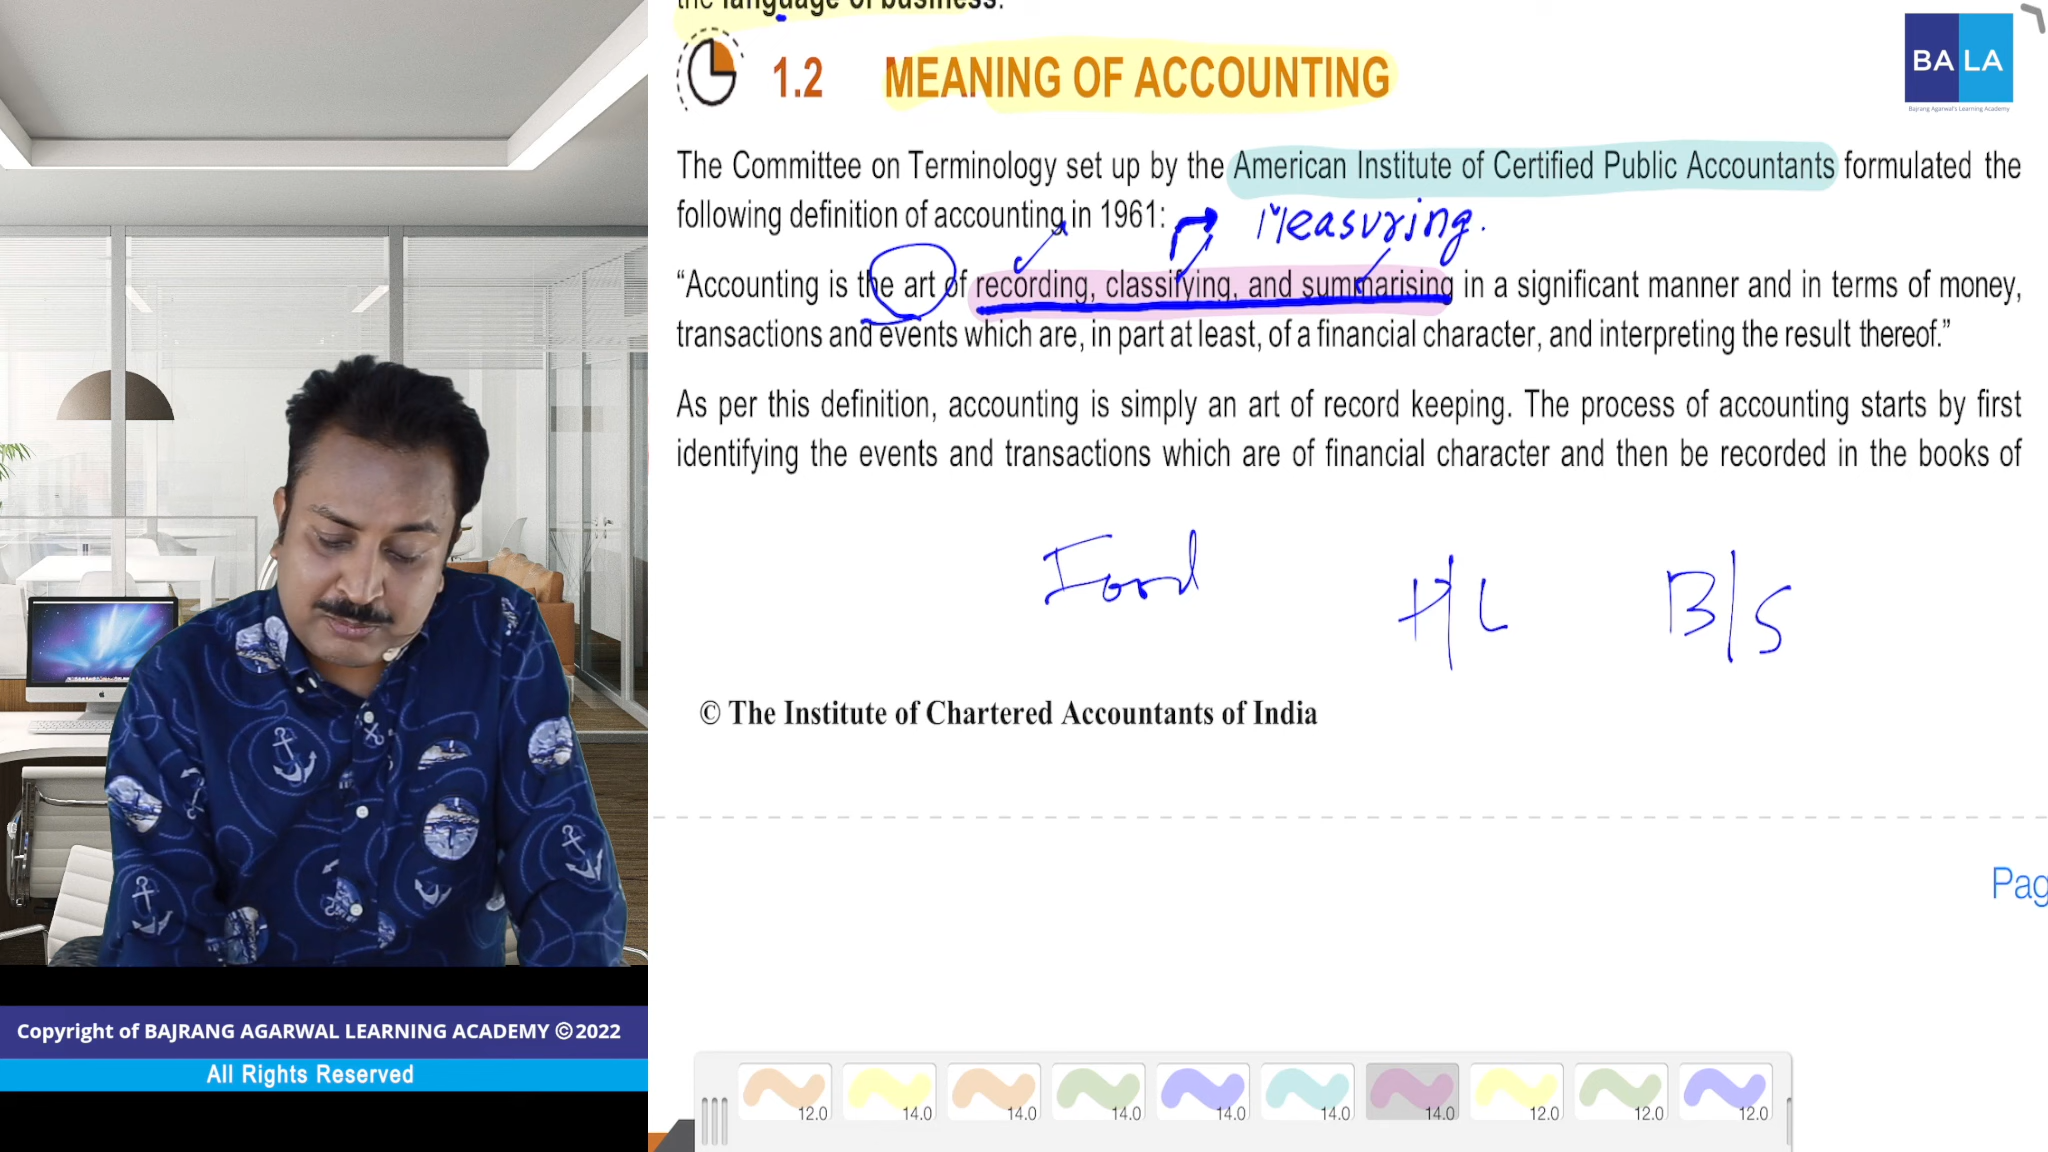 the language of business.
1.2 MEANING OF ACCOUNTING
BA LA
Bajrang Agarwal's Learning Academy
The Committee on Terminology set up by the American Institute of Certified Public Accountants formulated the
following definition of accounting in 1961:
Measuring.
“Accounting is the art of recording, classifying, and summarising in a significant manner and in terms of money,
transactions and events which are, in part at least, of a financial character, and interpreting the result thereof.”
As per this definition, accounting is simply an art of record keeping. The process of accounting starts by first
identifying the events and transactions which are of financial character and then be recorded in the books of
Food P/L B/S
© The Institute of Chartered Accountants of India
Pag
Copyright of BAJRANG AGARWAL LEARNING ACADEMY ©2022
All Rights Reserved
12.0 14.0 14.0 14.0 14.0 14.0 14.0 12.0 12.0 12.0